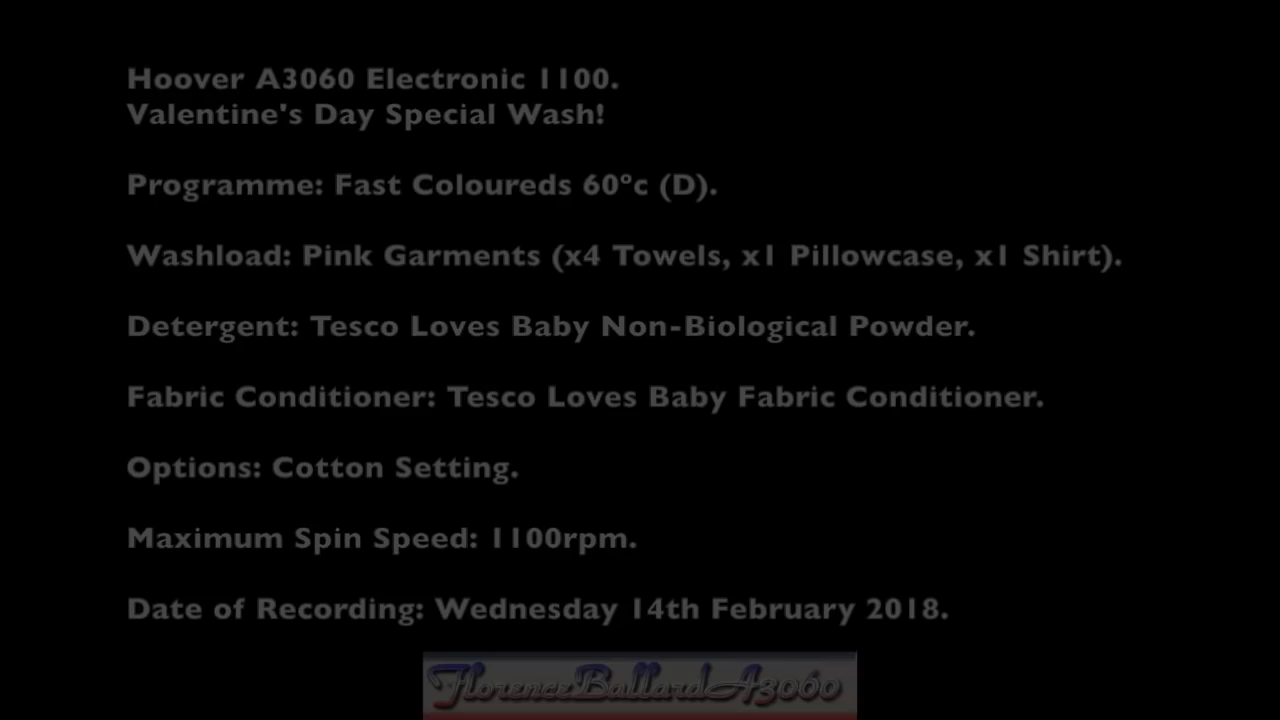 Hoover A3060 Electronic 1100.
Valentine's Day Special Wash!
Programme: Fast Coloureds 60ºc (D).
Washload: Pink Garments (x4 Towels, x1 Pillowcase, x1 Shirt).
Detergent: Tesco Loves Baby Non-Biological Powder.
Fabric Conditioner: Tesco Loves Baby Fabric Conditioner.
Options: Cotton Setting.
Maximum Spin Speed: 1100rpm.
Date of Recording: Wednesday 14th February 2018.
FlorenceBallardA3060